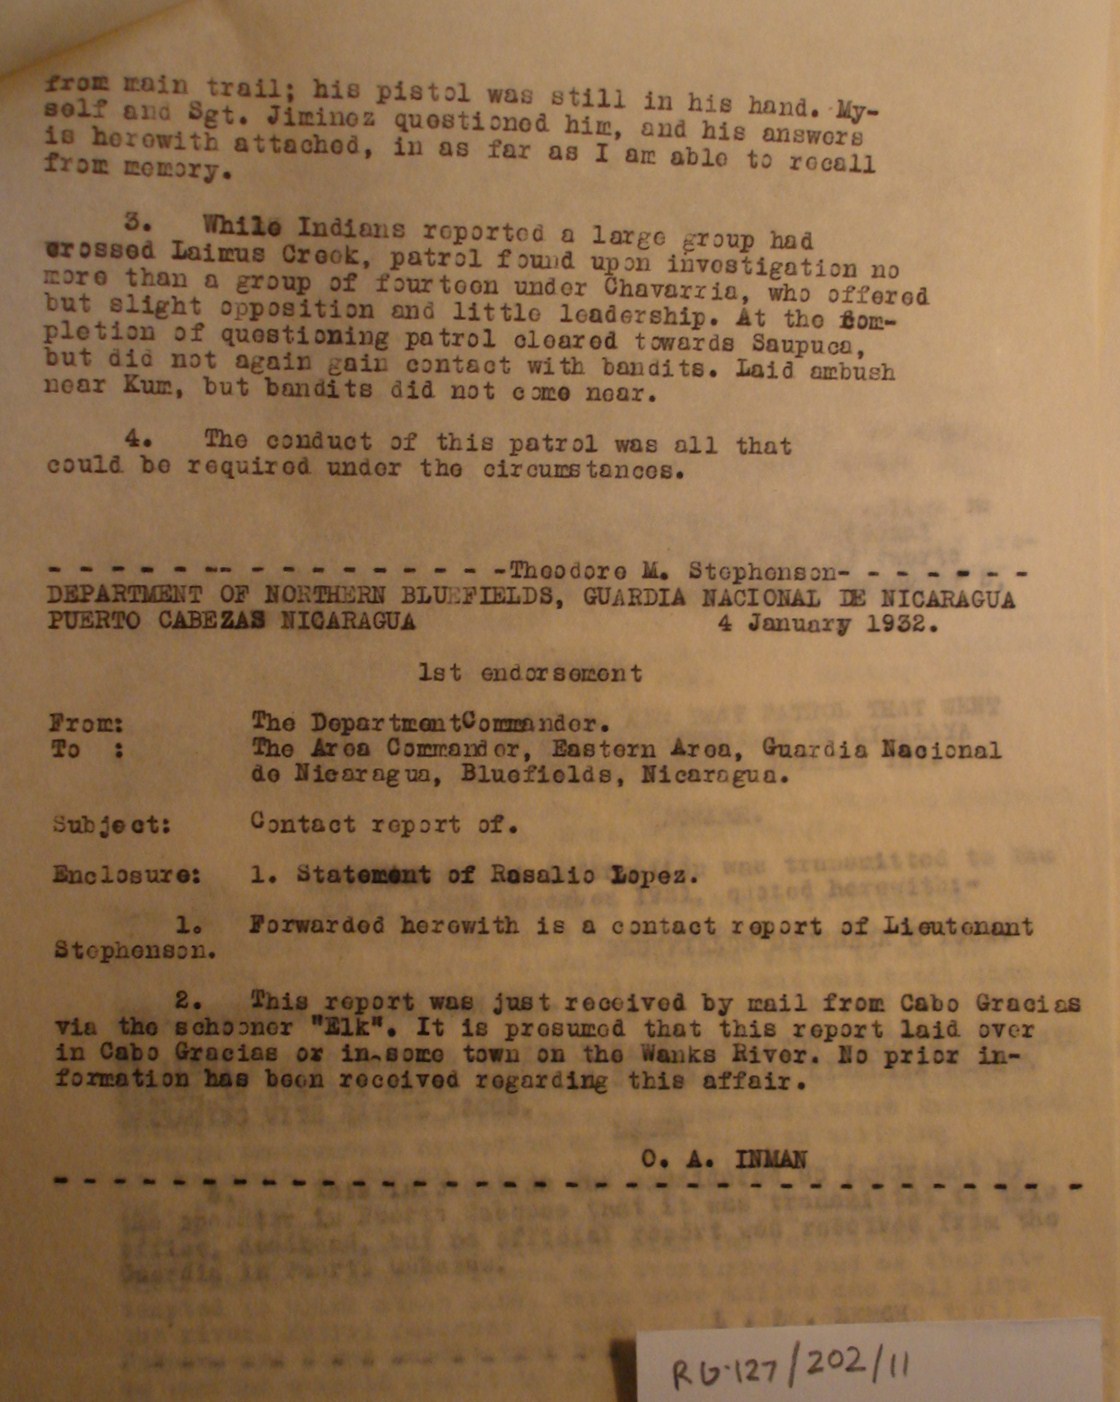 from main trail; his pistol was still in his hand. My-
self and Sgt. Jiminez questioned him, and his answers
is herewith attached, in as far as I am able to recall
from memory.
3. While Indians reported a large group had
crossed Laimus Creek, patrol found upon investigation no
more than a group of fourteen under Chavarria, who offered
but slight opposition and little leadership. At the com-
pletion of questioning patrol cleared towards Saupuca,
but did not again gain contact with bandits. Laid ambush
near Kum, but bandits did not come near.
4. The conduct of this patrol was all that
could be required under the circumstances.
- - - - - - - - - - - - - - - -Theodore M. Stephenson- - - - - - -
DEPARTMENT OF NORTHERN BLUEFIELDS, GUARDIA NACIONAL DE NICARAGUA
PUERTO CABEZAS NICARAGUA 4 January 1932.
1st endorsement
From: The DepartmentCommander.
To : The Area Commander, Eastern Area, Guardia Nacional
de Nicaragua, Bluefields, Nicaragua.
Subject: Contact report of.
Enclosure: 1. Statement of Rosalio Lopez.
1. Forwarded herewith is a contact report of Lieutenant
Stephenson.
2. This report was just received by mail from Cabo Gracias
via the schooner "Elk". It is presumed that this report laid over
in Cabo Gracias or in some town on the Wanks River. No prior in-
formation has been received regarding this affair.
O. A. INMAN
- - - - - - - - - - - - - - - - - - - - - - - - - - - - - - - - - -
RG·127/202/11